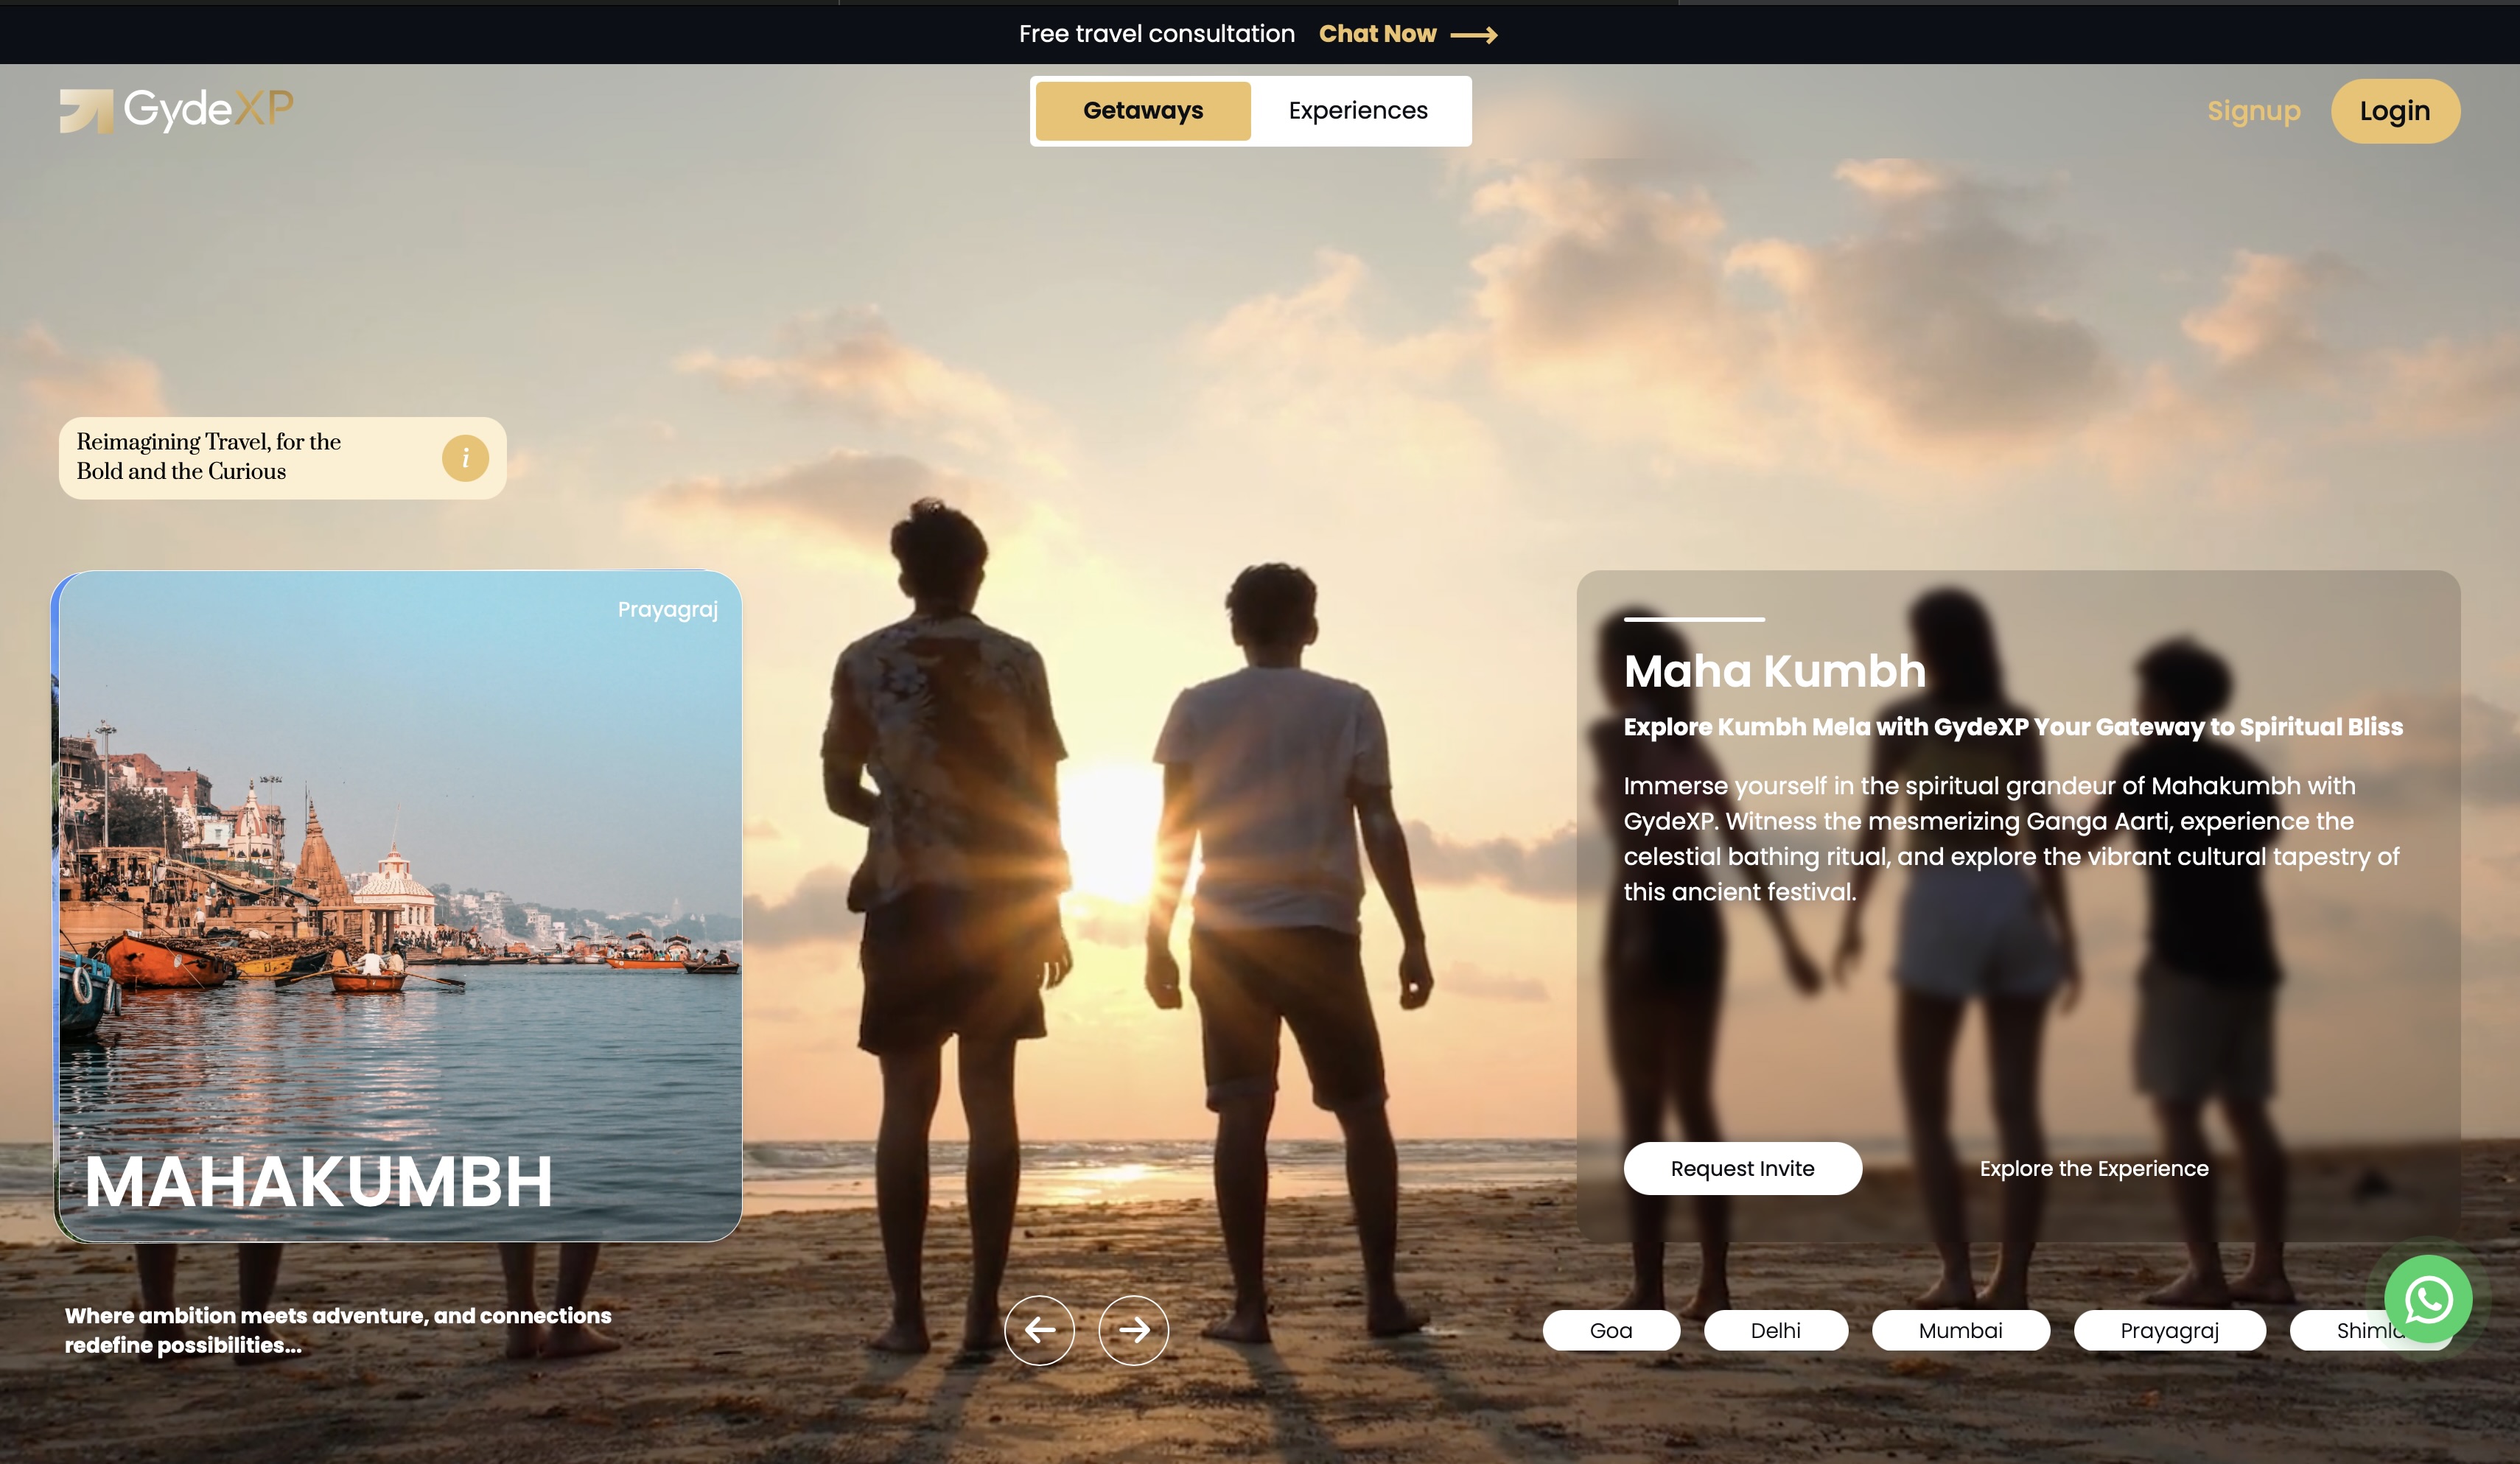 Free travel consultation Chat Now
GydeXP
Getaways
Experiences
Signup
Login
Reimagining Travel, for the
Bold and the Curious
i
Prayagraj
MAHAKUMBH
Maha Kumbh
Explore Kumbh Mela with GydeXP Your Gateway to Spiritual Bliss
Immerse yourself in the spiritual grandeur of Mahakumbh with
GydeXP. Witness the mesmerizing Ganga Aarti, experience the
celestial bathing ritual, and explore the vibrant cultural tapestry of
this ancient festival.
Request Invite
Explore the Experience
Where ambition meets adventure, and connections
redefine possibilities...
Goa
Delhi
Mumbai
Prayagraj